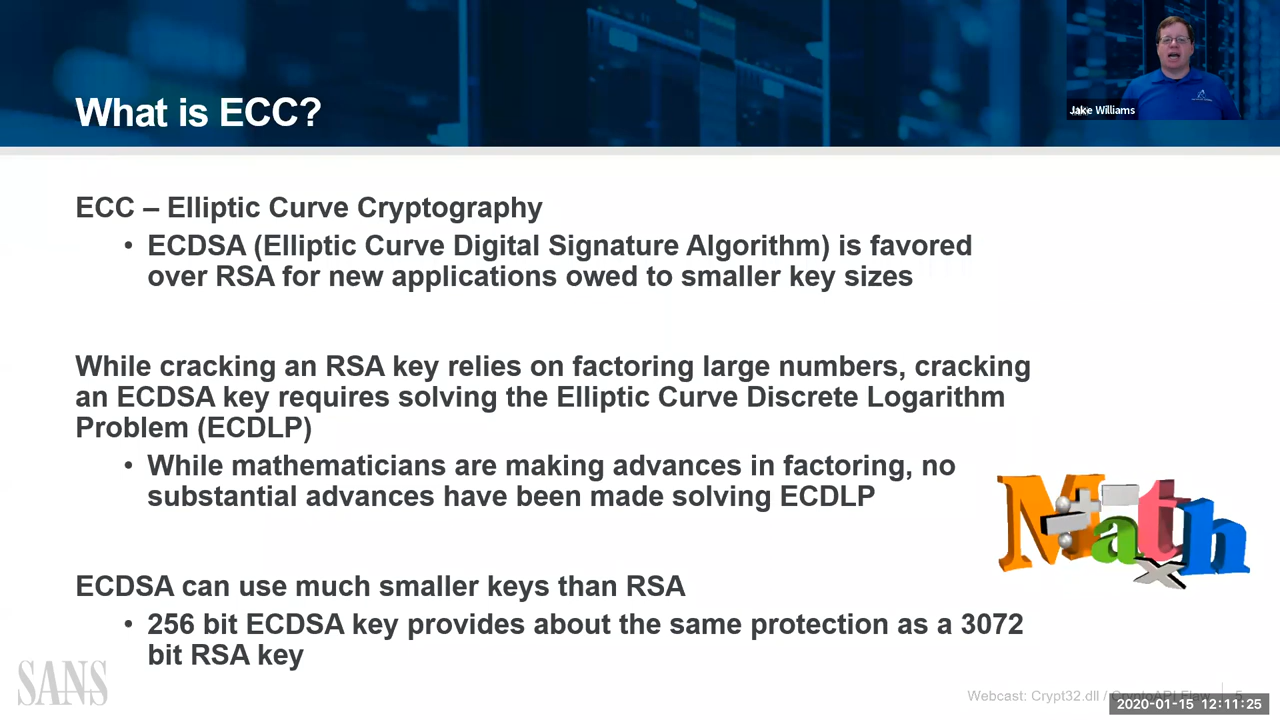 What is ECC?
Jake Williams
ECC – Elliptic Curve Cryptography
• ECDSA (Elliptic Curve Digital Signature Algorithm) is favored
over RSA for new applications owed to smaller key sizes
While cracking an RSA key relies on factoring large numbers, cracking
an ECDSA key requires solving the Elliptic Curve Discrete Logarithm
Problem (ECDLP)
• While mathematicians are making advances in factoring, no
substantial advances have been made solving ECDLP
Math
ECDSA can use much smaller keys than RSA
• 256 bit ECDSA key provides about the same protection as a 3072
bit RSA key
SANS
Webcast: Crypt32.dll / CryptoAPI Flaw 5
2020-01-15 12:11:25